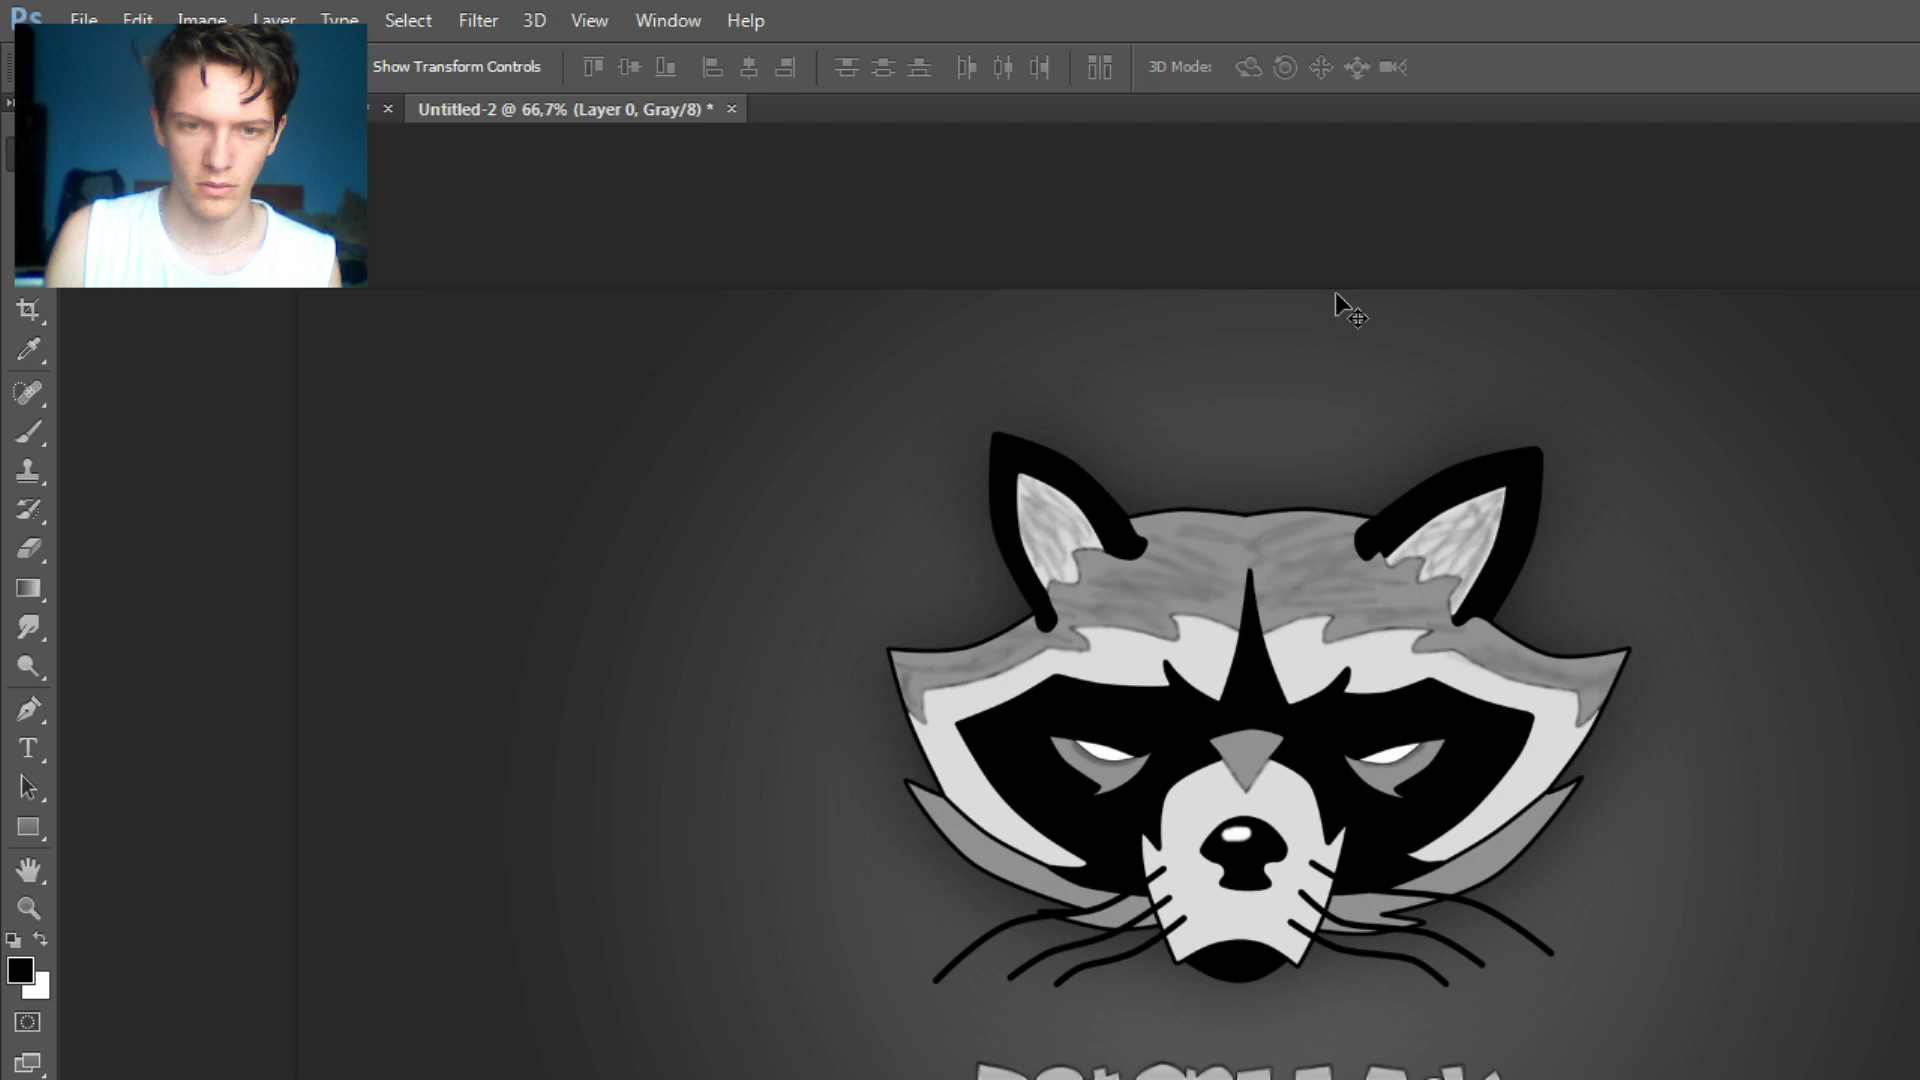 Ps File Edit Image Layer Type Select Filter 3D View Window Help
Show Transform Controls 3D Mode:
Untitled-2 @ 66,7% (Layer 0, Gray/8) *